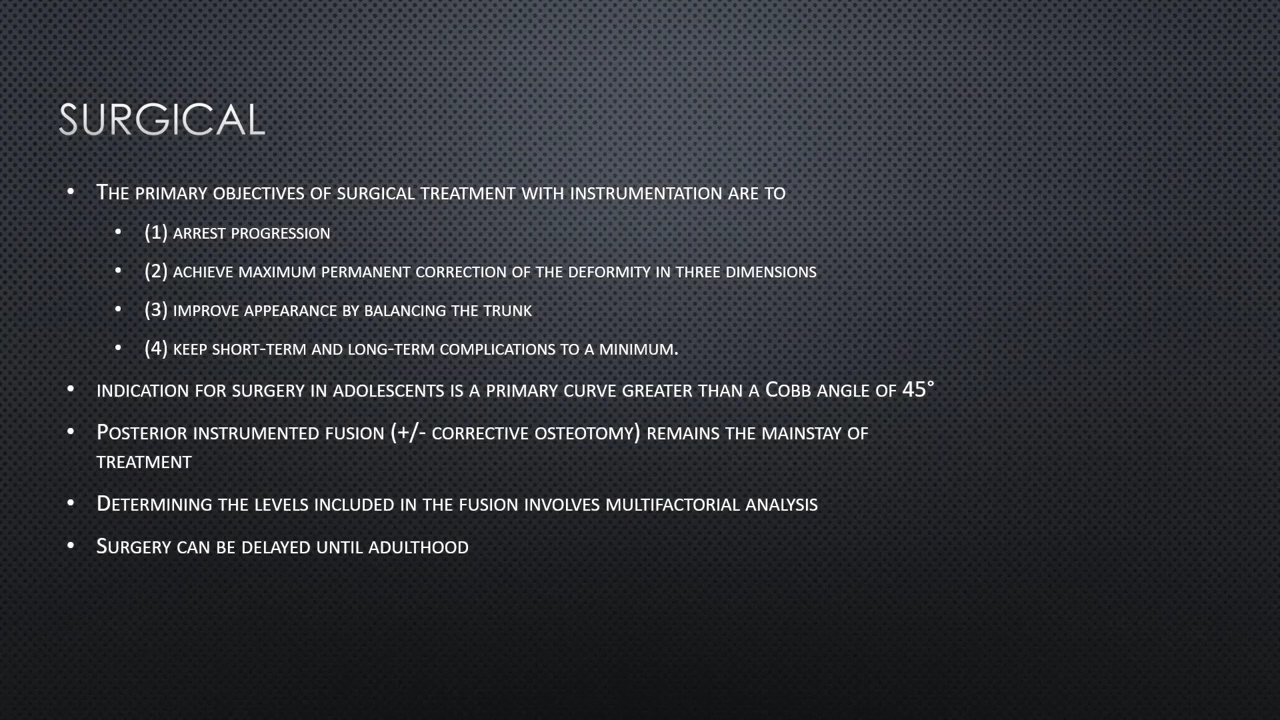 SURGICAL
• The primary objectives of surgical treatment with instrumentation are to
• (1) arrest progression
• (2) achieve maximum permanent correction of the deformity in three dimensions
• (3) improve appearance by balancing the trunk
• (4) keep short-term and long-term complications to a minimum.
• indication for surgery in adolescents is a primary curve greater than a Cobb angle of 45°
• Posterior instrumented fusion (+/- corrective osteotomy) remains the mainstay of
treatment
• Determining the levels included in the fusion involves multifactorial analysis
• Surgery can be delayed until adulthood